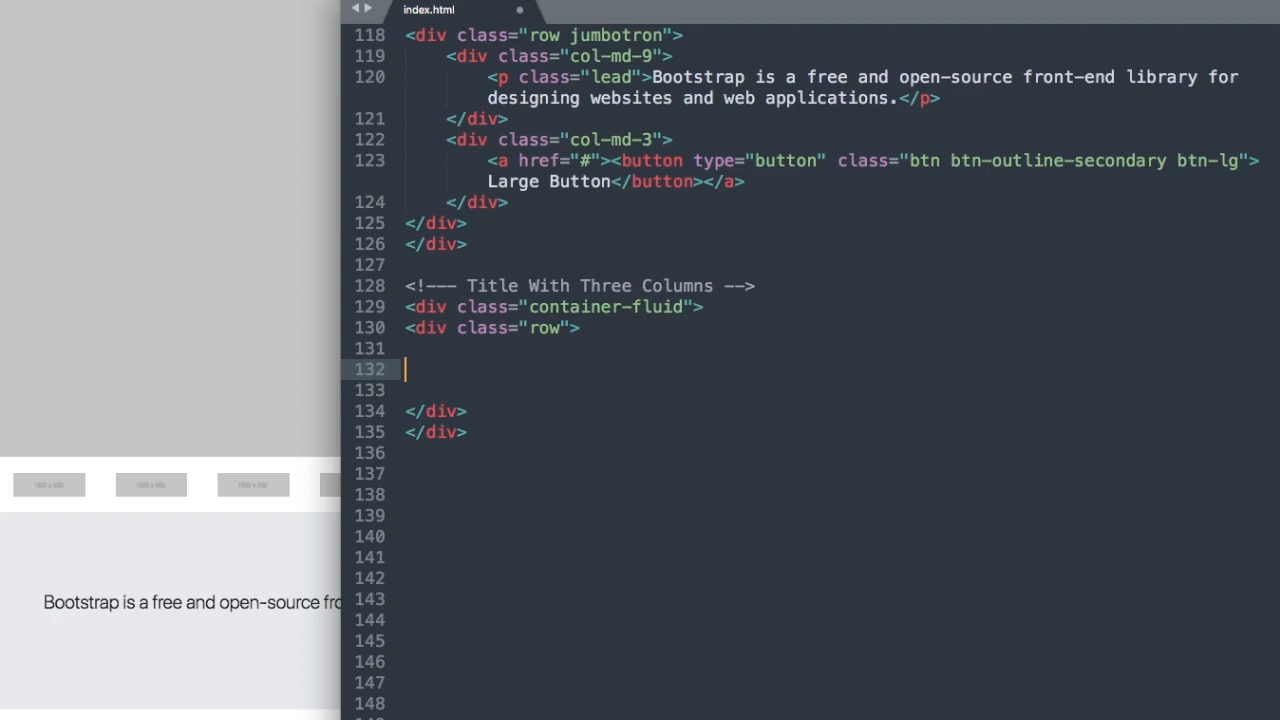 index.html
118 <div class="row jumbotron">
119 <div class="col-md-9">
120 <p class="lead">Bootstrap is a free and open-source front-end library for
designing websites and web applications.</p>
121 </div>
122 <div class="col-md-3">
123 <a href="#"><button type="button" class="btn btn-outline-secondary btn-lg">
Large Button</button></a>
124 </div>
125 </div>
126 </div>
127
128 <!--- Title With Three Columns -->
129 <div class="container-fluid">
130 <div class="row">
131
132
133
134 </div>
135 </div>
136
137
138
139
140
141
142
143
144
145
146
147
148
Bootstrap is a free and open-source